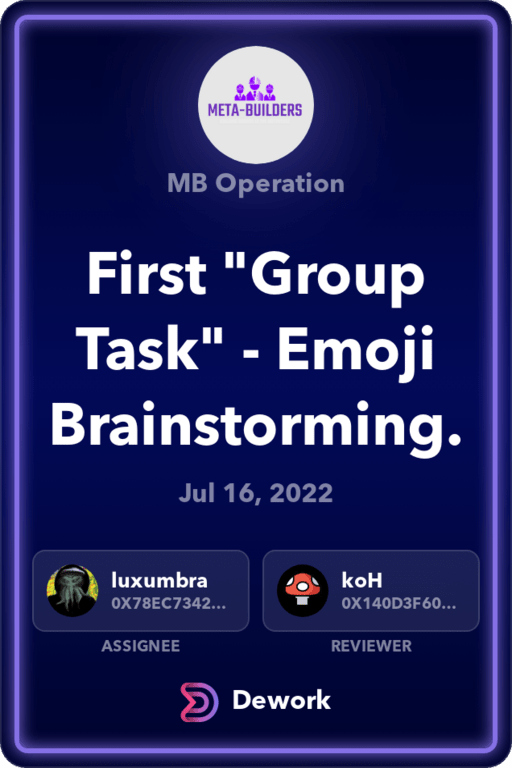 META-BUILDERS
MB Operation
First "Group
Task" - Emoji
Brainstorming.
Jul 16, 2022
luxumbra
0X78EC7342...
koH
0X140D3F60...
ASSIGNEE
REVIEWER
Dework